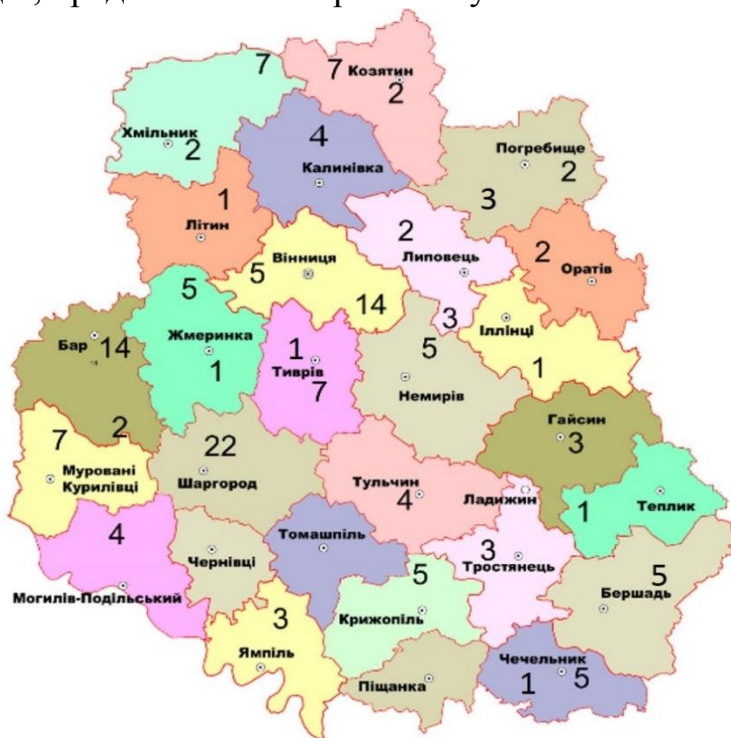 7
7
Козятин
2
Хмільник
2
4
Калинівка
Погребище
2
3
1
Літин
2
Липовець
3
2
Оратів
Вінниця
5
14
5
Жмеринка
1
Іллінці
1
Бар
14
2
1
Тиврів
7
5
Немирів
Гайсин
3
7
Муровані
Курилівці
22
Шаргород
Тульчин
4
Ладижин
Теплик
1
4
Могилів-Подільський
Чернівці
Томашпіль
3
Тростянець
5
Бершадь
5
Крижопіль
3
Ямпіль
Піщанка
Чечельник
1
5